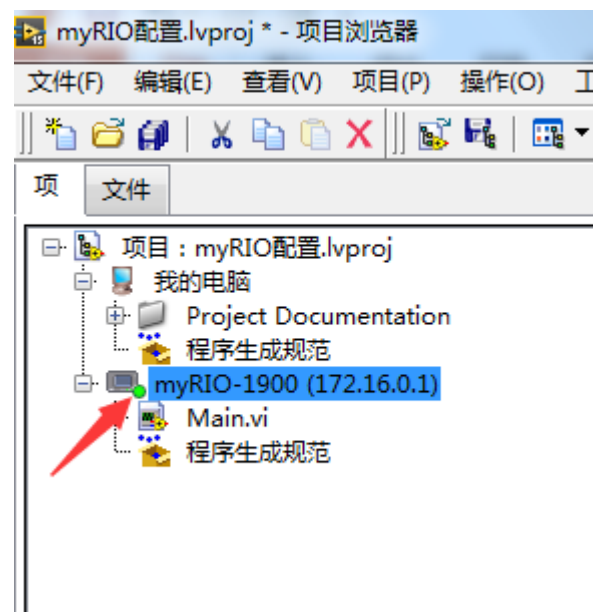 myRIO配置.lvproj * - 项目浏览器
文件(F) 编辑(E) 查看(V) 项目(P) 操作(O)
项 文件
项目：myRIO配置.lvproj
我的电脑
Project Documentation
程序生成规范
myRIO-1900 (172.16.0.1)
Main.vi
程序生成规范